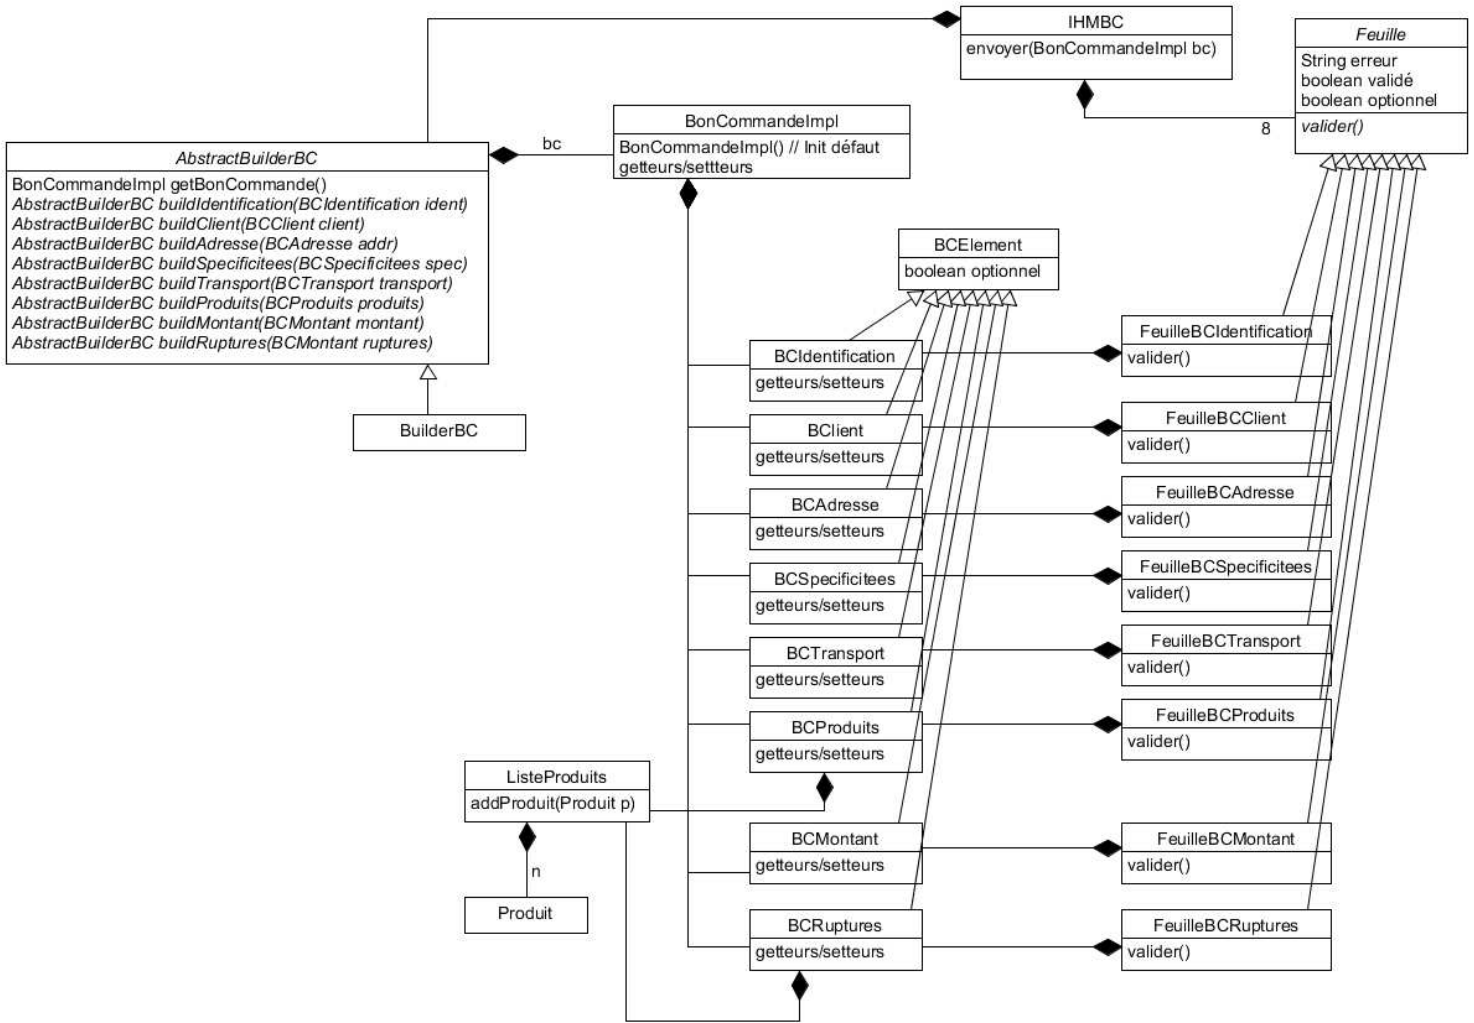 IHMBC
envoyer(BonCommandeImpl bc)
Feuille
String erreur
boolean validé
boolean optionnel
valider()
8
BonCommandeImpl
BonCommandeImpl() // Init défaut
getteurs/settteurs
bc
AbstractBuilderBC
BonCommandeImpl getBonCommande()
AbstractBuilderBC buildIdentification(BCIdentification ident)
AbstractBuilderBC buildClient(BCClient client)
AbstractBuilderBC buildAdresse(BCAdresse addr)
AbstractBuilderBC buildSpecificitees(BCSpecificitees spec)
AbstractBuilderBC buildTransport(BCTransport transport)
AbstractBuilderBC buildProduits(BCProduits produits)
AbstractBuilderBC buildMontant(BCMontant montant)
AbstractBuilderBC buildRuptures(BCMontant ruptures)
BuilderBC
BCElement
boolean optionnel
BCIdentification
getteurs/setteurs
FeuilleBCIdentification
valider()
BClient
getteurs/setteurs
FeuilleBCClient
valider()
BCAdresse
getteurs/setteurs
FeuilleBCAdresse
valider()
BCSpecificitees
getteurs/setteurs
FeuilleBCSpecificitees
valider()
BCTransport
getteurs/setteurs
FeuilleBCTransport
valider()
BCProduits
getteurs/setteurs
FeuilleBCProduits
valider()
ListeProduits
addProduit(Produit p)
n
Produit
BCMontant
getteurs/setteurs
FeuilleBCMontant
valider()
BCRuptures
getteurs/setteurs
FeuilleBCRuptures
valider()